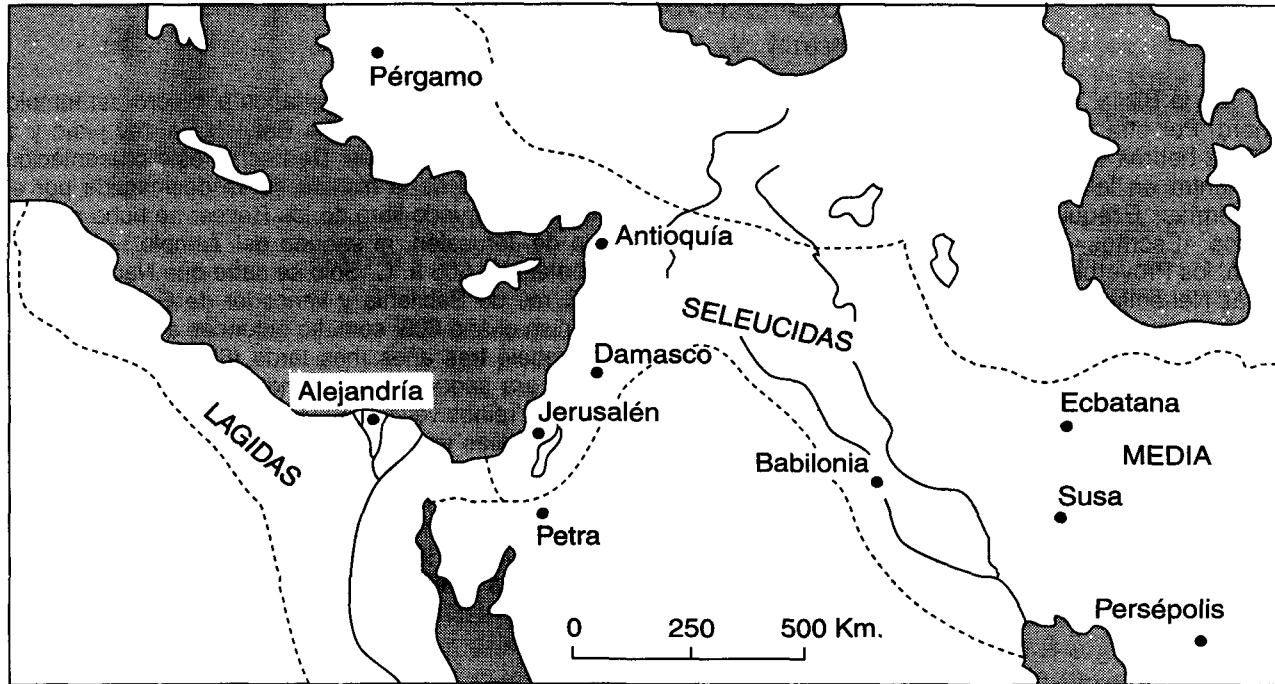 Pérgamo
Antioquía
SELEUCIDAS
Damasco
Alejandría
Jerusalén
LAGIDAS
Ecbatana
MEDIA
Babilonia
Susa
Petra
Persépolis
0 250 500 Km.